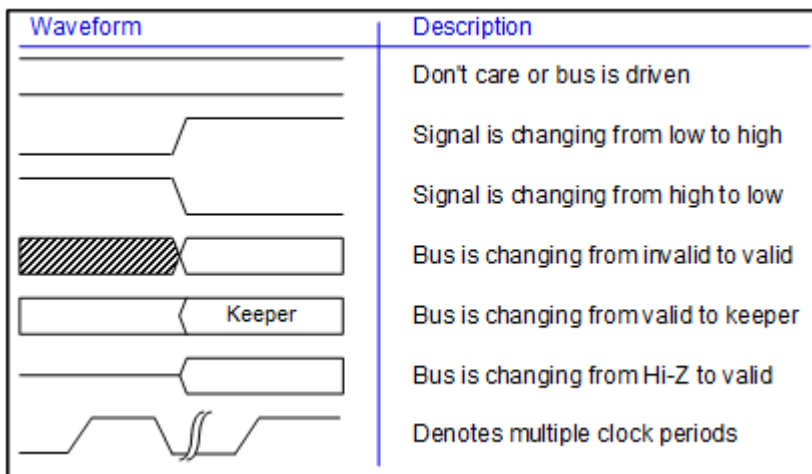 Waveform Description
Don't care or bus is driven
Signal is changing from low to high
Signal is changing from high to low
Bus is changing from invalid to valid
Keeper Bus is changing from valid to keeper
Bus is changing from Hi-Z to valid
Denotes multiple clock periods